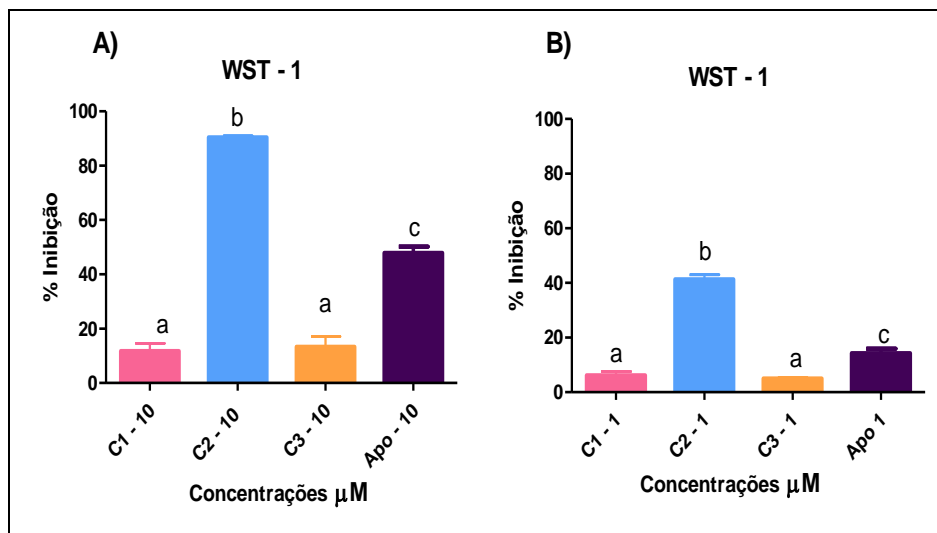 A)
WST - 1
% Inibição
100
80
60
40
20
0
a
b
a
c
C1 - 10
C2 - 10
C3 - 10
Apo - 10
Concentrações μM
B)
WST - 1
% Inibição
100
80
60
40
20
0
a
b
a
c
C1 - 1
C2 - 1
C3 - 1
Apo 1
Concentrações μM